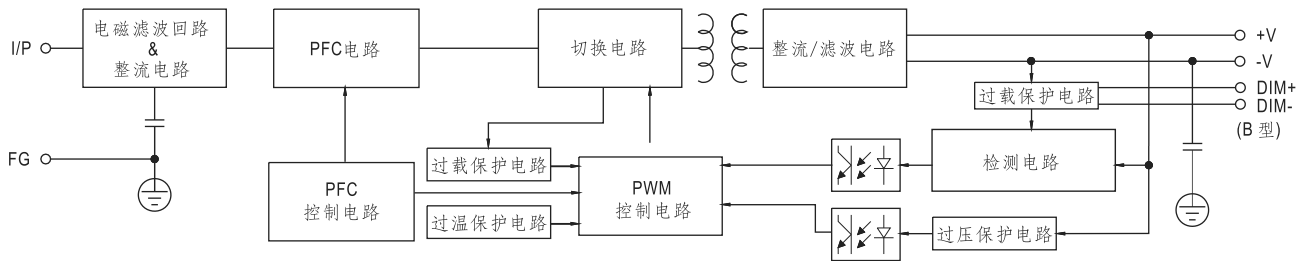 I/P
电磁滤波回路
&
整流电路
PFC电路
切换电路
整流/滤波电路
+V
-V
过载保护电路
DIM+
DIM-
(B 型)
FG
过载保护电路
检测电路
PFC
控制电路
PWM
控制电路
过温保护电路
过压保护电路